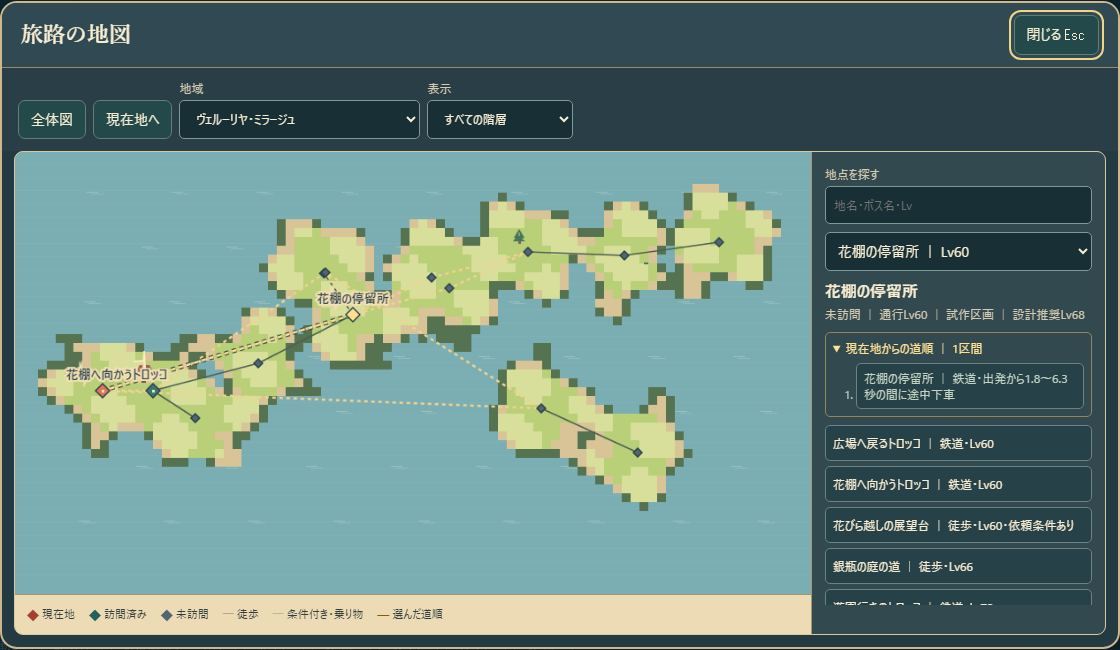 旅路の地図
閉じる Esc
地域
表示
全体図
現在地へ
ヴェルーリヤ・ミラージュ
すべての階層
花棚の停留所
花棚へ向かうトロッコ
現在地
訪問済み
未訪問
徒歩
条件付き・乗り物
選んだ道順
地点を探す
地名・ボス名・Lv
花棚の停留所 | Lv60
花棚の停留所
未訪問 | 通行Lv60 | 試作区画 | 設計推奨Lv68
▼ 現在地からの道順 | 1区間
1. 花棚の停留所 | 鉄道・出発から1.8〜6.3
秒の間に途中下車
広場へ戻るトロッコ | 鉄道・Lv60
花棚へ向かうトロッコ | 鉄道・Lv60
花びら越しの展望台 | 徒歩・Lv60・依頼条件あり
銀瓶の庭の道 | 徒歩・Lv66